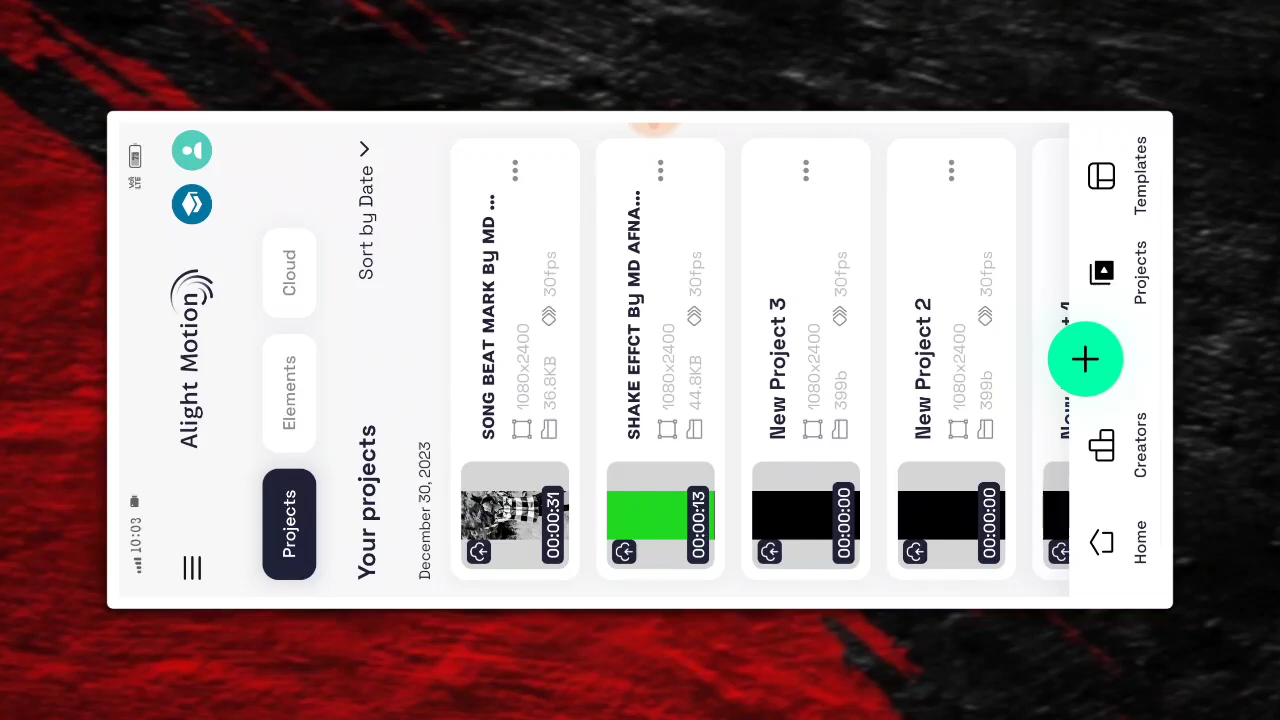 10:03
Vo) LTE
Alight Motion
Projects
Elements
Cloud
Your projects
Sort by Date
December 30, 2023
SONG BEAT MARK By MD ...
1080x2400
36.8KB
30fps
00:00:31
SHAKE EFFCT By MD AFNA...
1080x2400
44.8KB
30fps
00:00:13
New Project 3
1080x2400
399b
30fps
00:00:00
New Project 2
1080x2400
399b
30fps
00:00:00
Home
Creators
Projects
Templates